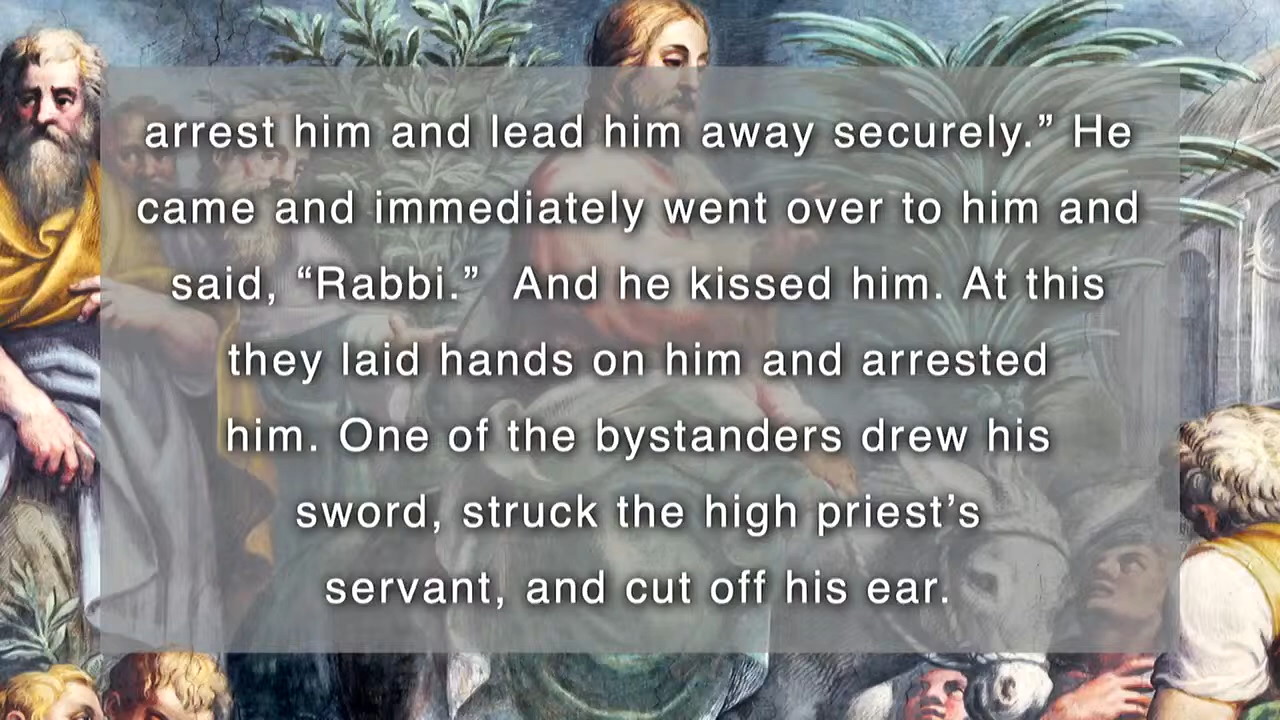 arrest him and lead him away securely.” He
came and immediately went over to him and
said, “Rabbi.”  And he kissed him. At this
they laid hands on him and arrested
him. One of the bystanders drew his
sword, struck the high priest’s
servant, and cut off his ear.